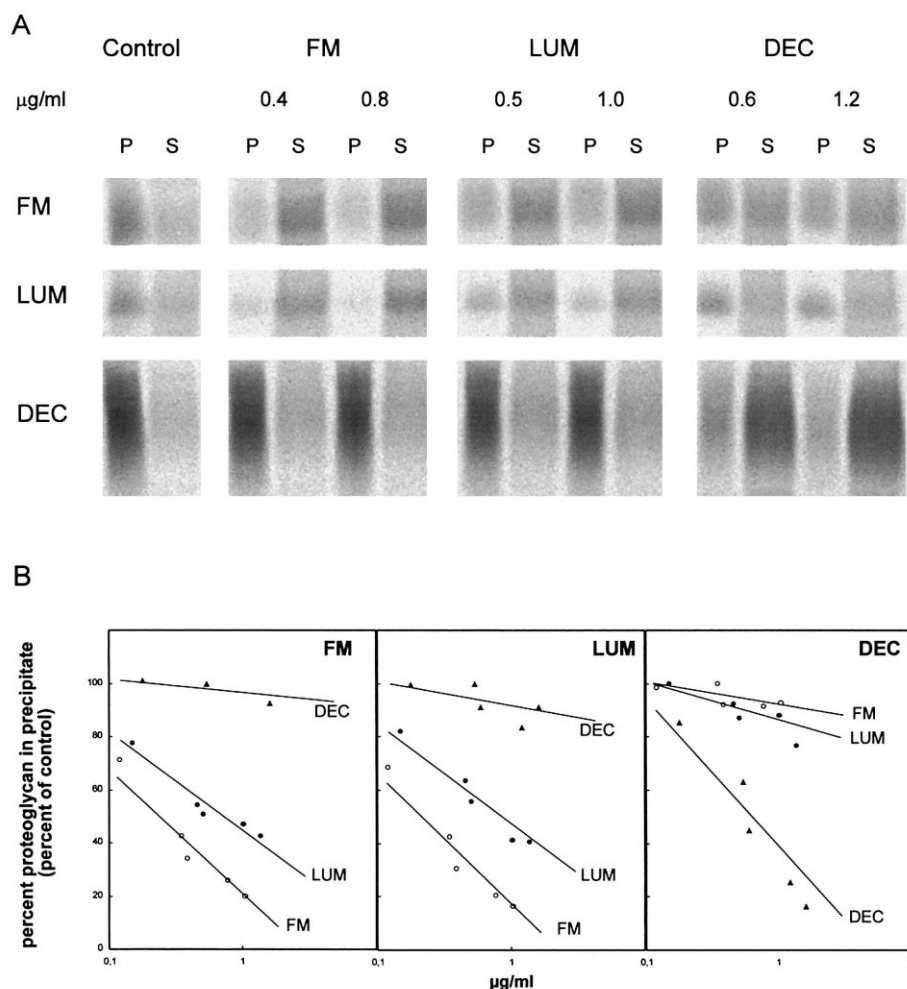 A
Control FM LUM DEC
µg/ml 0.4 0.8 0.5 1.0 0.6 1.2
P S P S P S P S P S P S P S
FM
LUM
DEC
B
percent proteoglycan in precipitate
(percent of control)
100
80
60
40
20
0
FM
DEC
LUM
FM
0,1 1
LUM
DEC
LUM
FM
0,1 1
DEC
FM
LUM
DEC
0,1 1
µg/ml